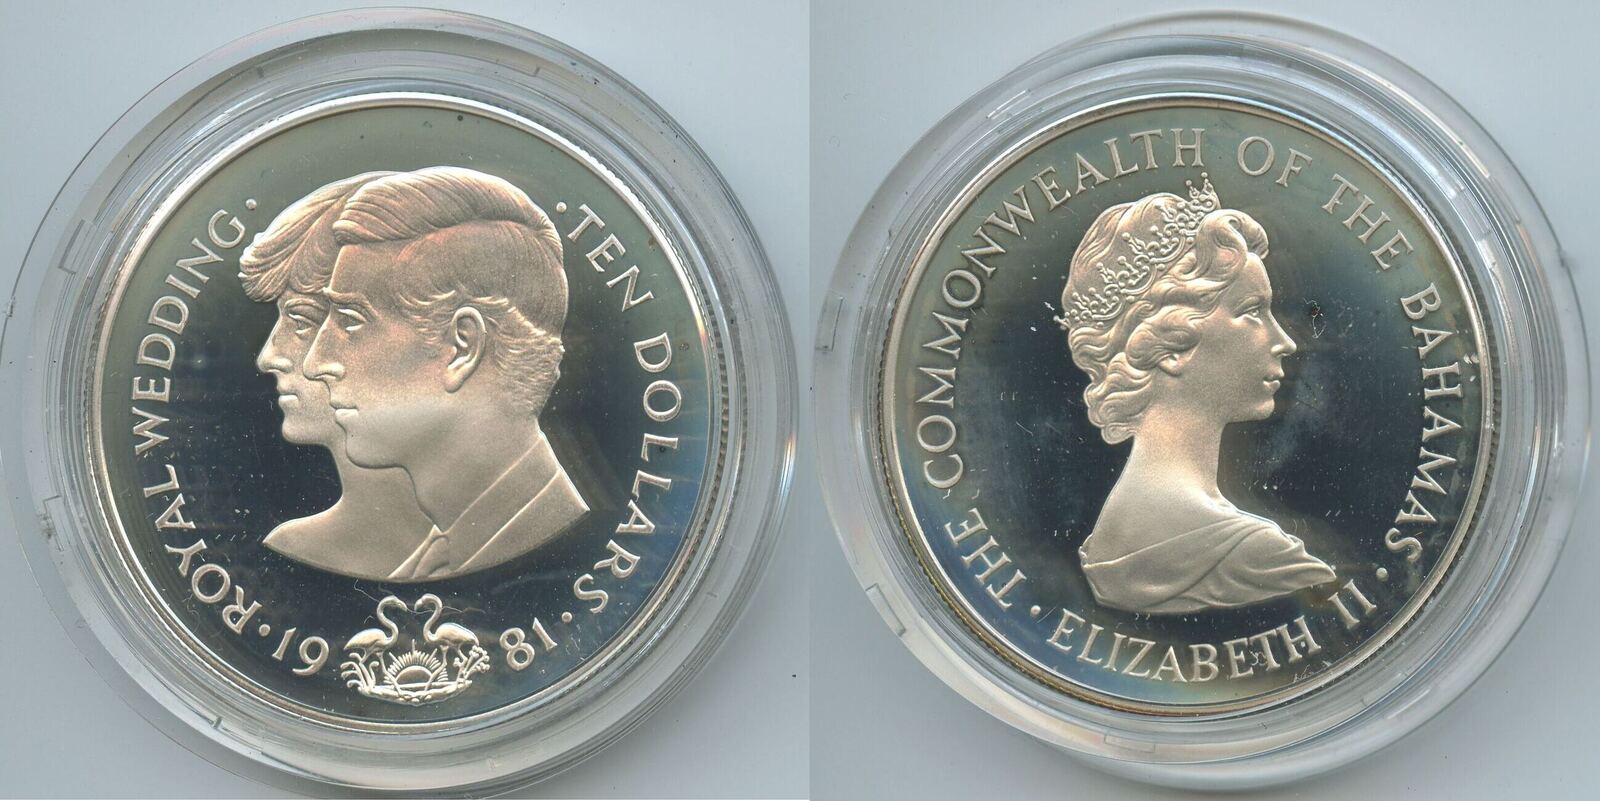 ROYAL WEDDING · TEN DOLLARS ·
19 81
THE COMMONWEALTH OF THE BAHAMAS ·
ELIZABETH II ·